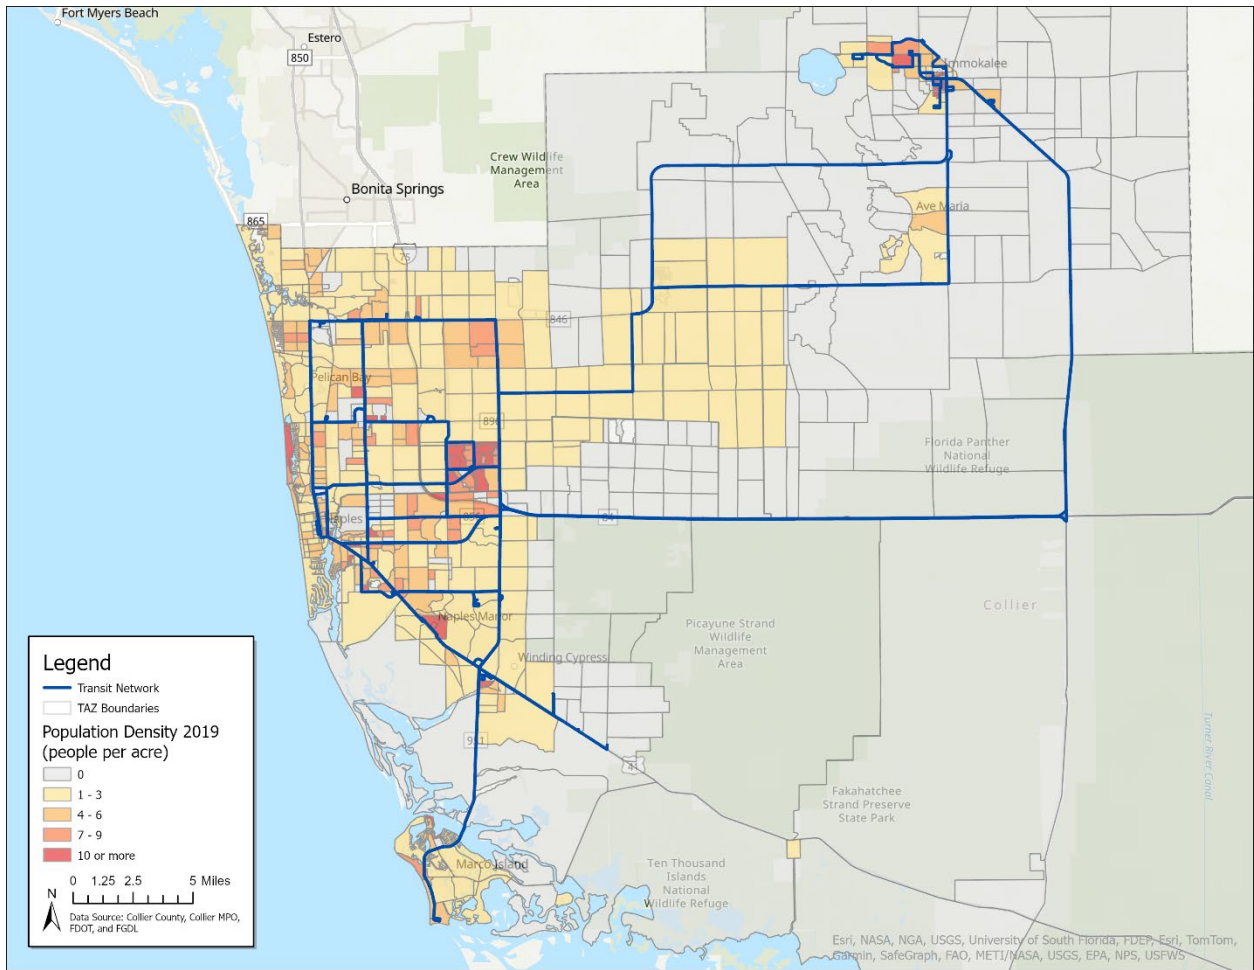 Fort Myers Beach
Estero
850
Immokalee
Crew Wildlife
Management
Area
Bonita Springs
865
Ave Maria
75
846
Pelican Bay
896
Florida Panther
National
Wildlife Refuge
Naples
856
84
Collier
Naples Manor
Picayune Strand
Wildlife
Management
Area
Winding Cypress
951
41
Turner River Canal
Fakahatchee
Strand Preserve
State Park
Marco Island
Ten Thousand
Islands
National
Wildlife Refuge
Legend
Transit Network
TAZ Boundaries
Population Density 2019
(people per acre)
0
1 - 3
4 - 6
7 - 9
10 or more
0 1.25 2.5 5 Miles
N
Data Source: Collier County, Collier MPO,
FDOT, and FGDL
Esri, NASA, NGA, USGS, University of South Florida, FDEP, Esri, TomTom,
Garmin, SafeGraph, FAO, METI/NASA, USGS, EPA, NPS, USFWS